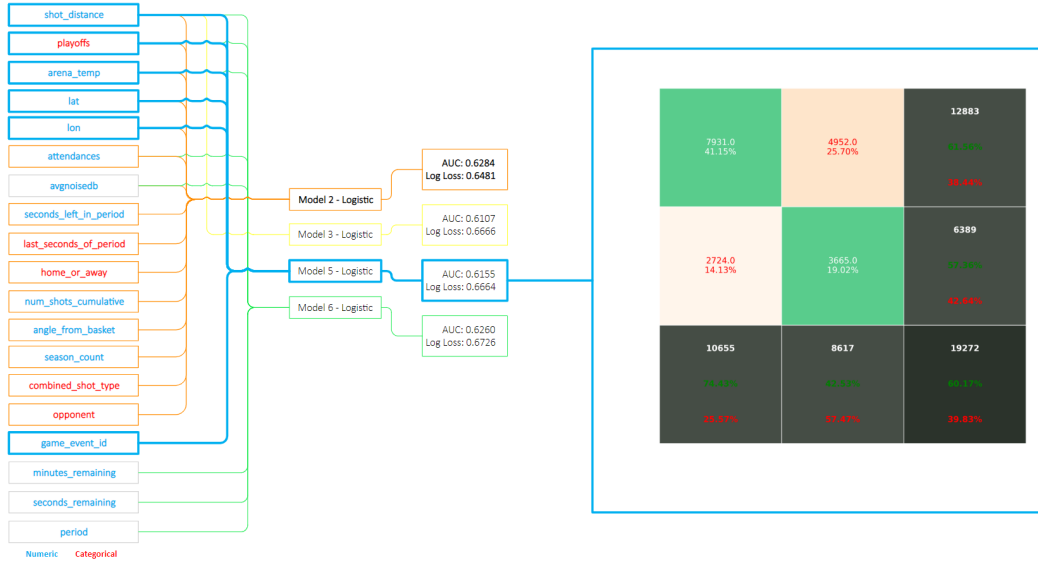 shot_distance
playoffs
arena_temp
lat
lon
attendances
avgnoisedb
seconds_left_in_period
last_seconds_of_period
home_or_away
num_shots_cumulative
angle_from_basket
season_count
combined_shot_type
opponent
game_event_id
minutes_remaining
seconds_remaining
period
Numeric Categorical
Model 2 - Logistic
Model 3 - Logistic
Model 5 - Logistic
Model 6 - Logistic
AUC: 0.6284
Log Loss: 0.6481
AUC: 0.6107
Log Loss: 0.6666
AUC: 0.6155
Log Loss: 0.6664
AUC: 0.6260
Log Loss: 0.6726
7931.0
41.15%
4952.0
25.70%
12883
2724.0
14.13%
3665.0
19.02%
6389
10655
8617
19272
60.17%
39.83%